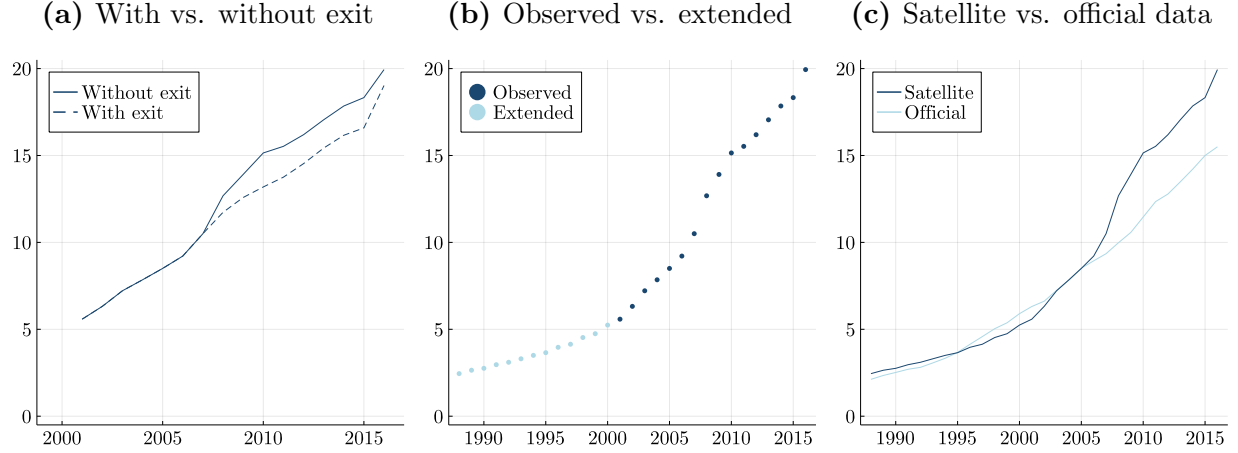 (a) With vs. without exit
20
15
10
5
0
2000 2005 2010 2015
Without exit
With exit
(b) Observed vs. extended
20
15
10
5
0
1990 1995 2000 2005 2010 2015
Observed
Extended
(c) Satellite vs. official data
20
15
10
5
0
1990 1995 2000 2005 2010 2015
Satellite
Official